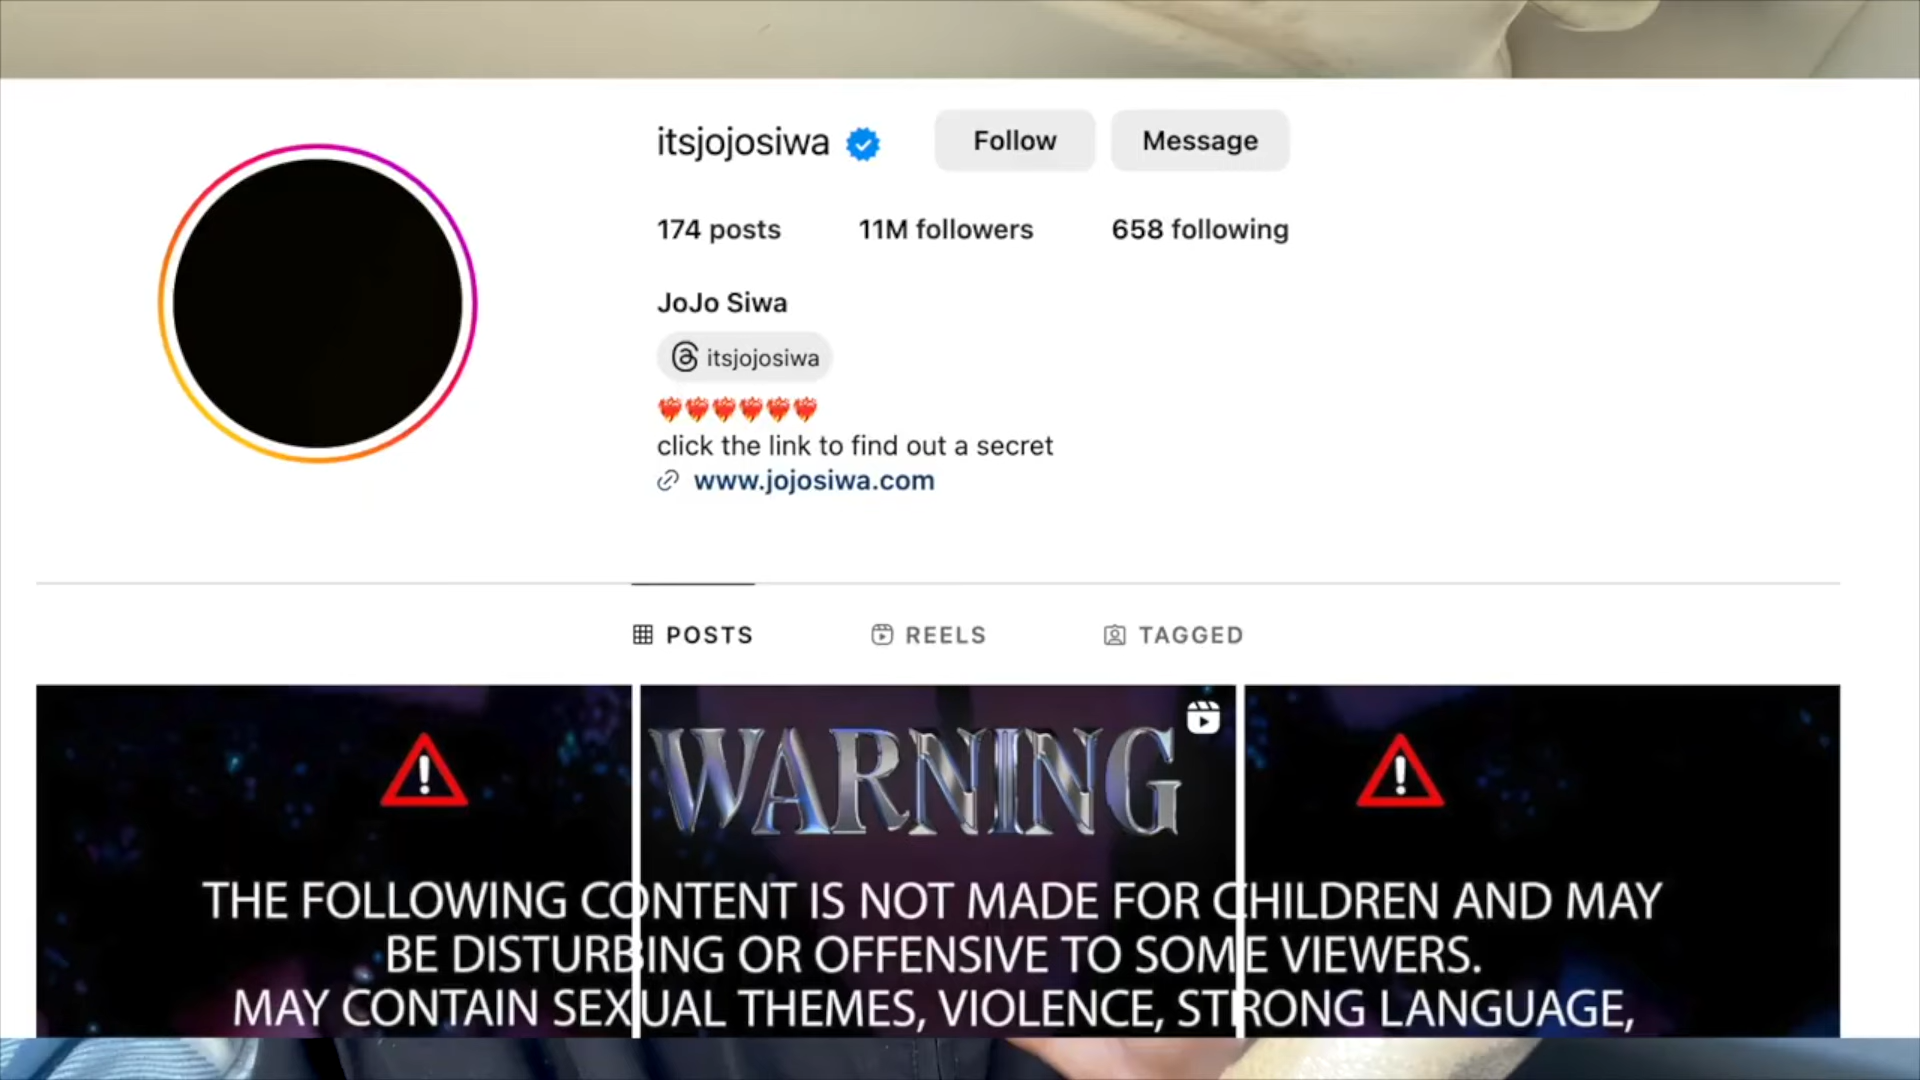 itsjojosiwa
Follow
Message
174 posts
11M followers
658 following
JoJo Siwa
itsjojosiwa
click the link to find out a secret
www.jojosiwa.com
POSTS
REELS
TAGGED
WARNING
THE FOLLOWING CONTENT IS NOT MADE FOR CHILDREN AND MAY
BE DISTURBING OR OFFENSIVE TO SOME VIEWERS.
MAY CONTAIN SEXUAL THEMES, VIOLENCE, STRONG LANGUAGE,